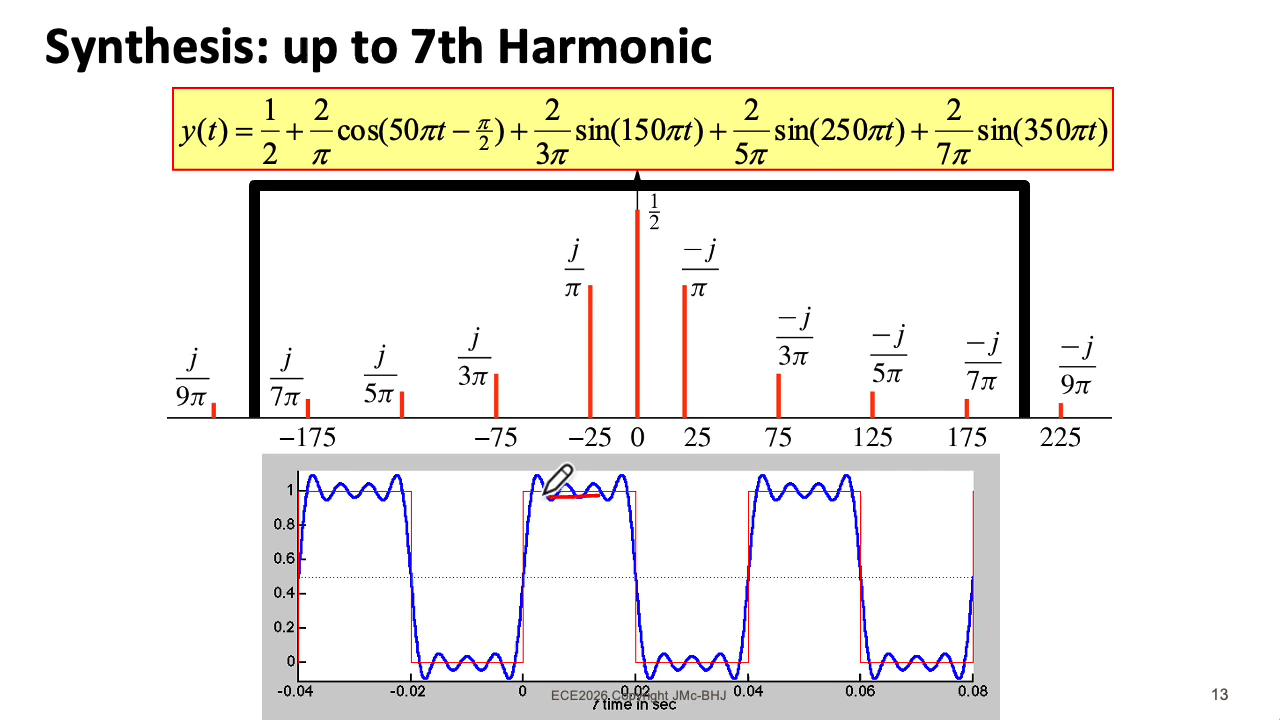 Synthesis: up to 7th Harmonic
y(t) = 1/2 + 2/π cos(50πt − π/2) + 2/3π sin(150πt) + 2/5π sin(250πt) + 2/7π sin(350πt)
1/2
j/π −j/π
j/9π j/7π j/5π j/3π −j/3π −j/5π −j/7π −j/9π
−175 −75 −25 0 25 75 125 175 225
1
0.8
0.6
0.4
0.2
0
-0.04 -0.02 0 0.02 0.04 0.06 0.08
ECE2026 Copyright JMc-BHJ
t time in sec
13